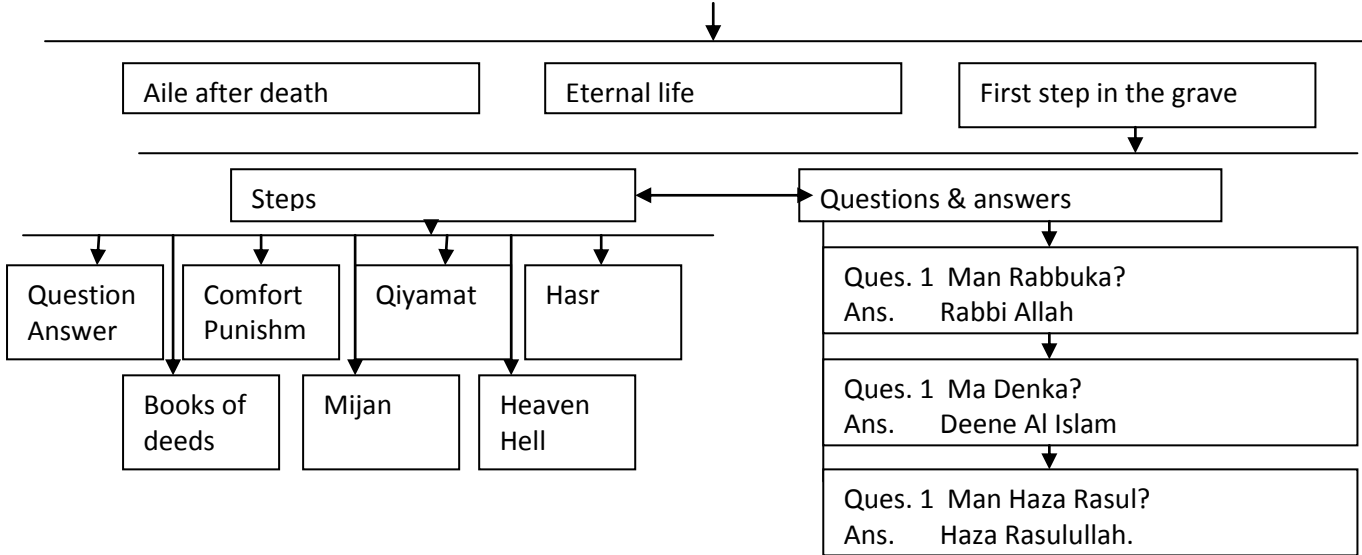 Aile after death
Eternal life
First step in the grave
Steps
Questions & answers
Question
Answer
Comfort
Punishm
Qiyamat
Hasr
Books of
deeds
Mijan
Heaven
Hell
Ques. 1 Man Rabbuka?
Ans. Rabbi Allah
Ques. 1 Ma Denka?
Ans. Deene Al Islam
Ques. 1 Man Haza Rasul?
Ans. Haza Rasulullah.